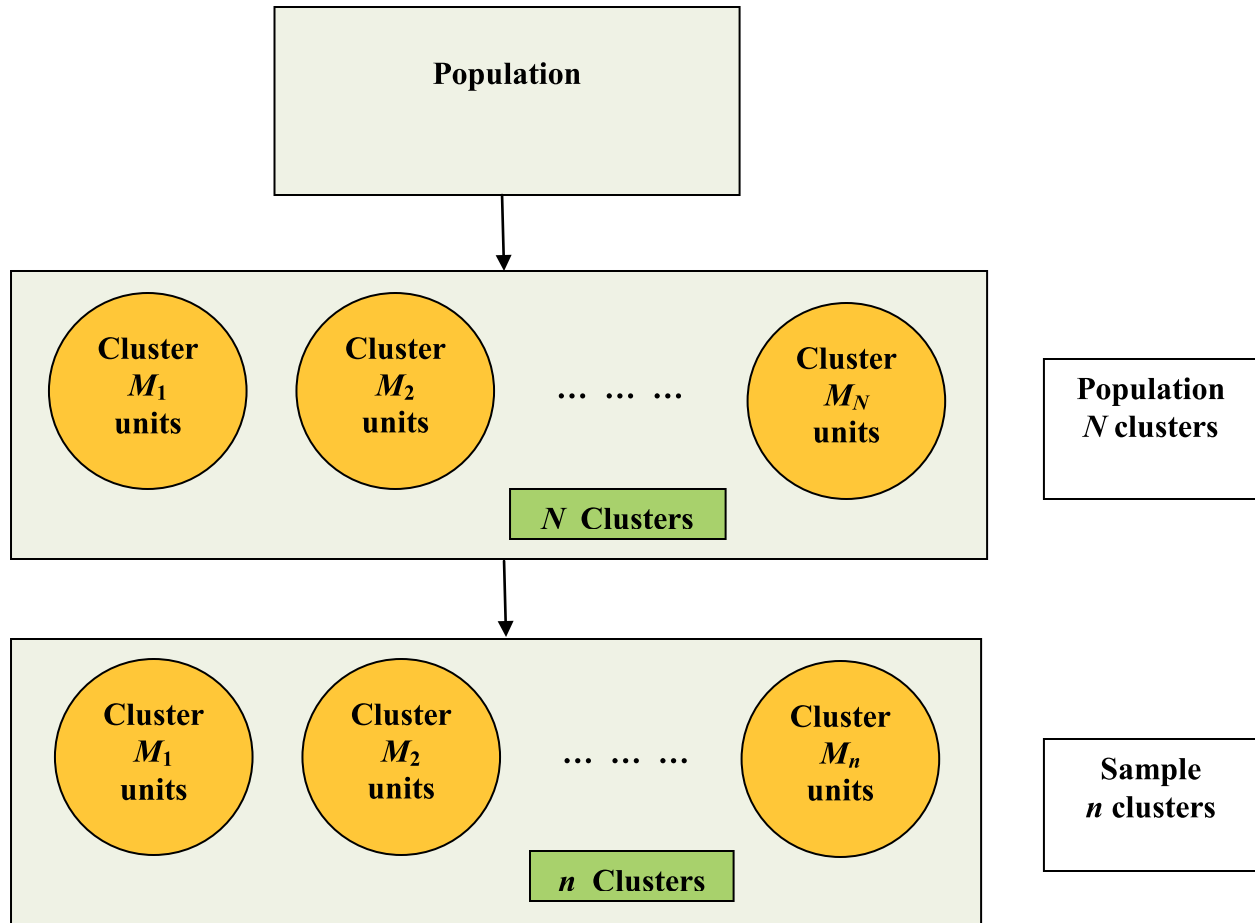 Population
Cluster
M₁
units
Cluster
M₂
units
... ... ...
Cluster
M_N
units
N Clusters
Population
N clusters
Cluster
M₁
units
Cluster
M₂
units
... ... ...
Cluster
Mₙ
units
n Clusters
Sample
n clusters